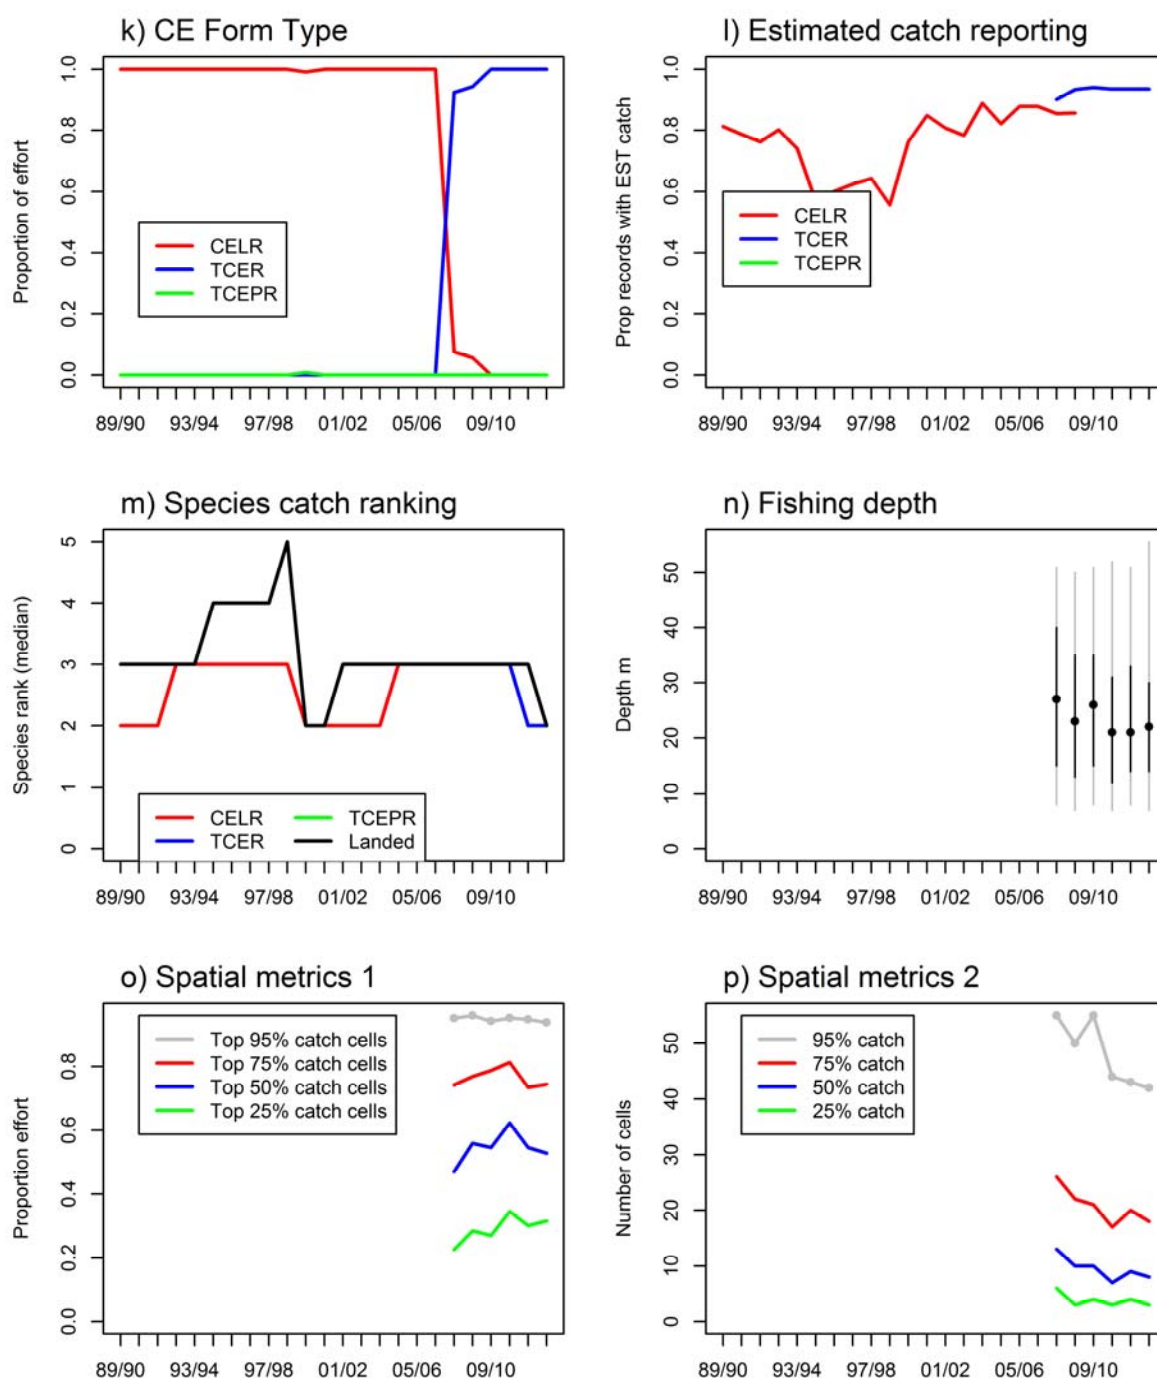 k) CE Form Type
Proportion of effort
1.0
0.8
0.6
0.4
0.2
0.0
CELR
TCER
TCEPR
89/90 93/94 97/98 01/02 05/06 09/10
l) Estimated catch reporting
Prop records with EST catch
1.0
0.8
0.6
0.4
0.2
0.0
CELR
TCER
TCEPR
89/90 93/94 97/98 01/02 05/06 09/10
m) Species catch ranking
Species rank (median)
5
4
3
2
1
0
CELR TCEPR
TCER Landed
89/90 93/94 97/98 01/02 05/06 09/10
n) Fishing depth
Depth m
50
40
30
20
10
0
89/90 93/94 97/98 01/02 05/06 09/10
o) Spatial metrics 1
Proportion effort
0.8
0.6
0.4
0.2
0.0
Top 95% catch cells
Top 75% catch cells
Top 50% catch cells
Top 25% catch cells
89/90 93/94 97/98 01/02 05/06 09/10
p) Spatial metrics 2
Number of cells
50
40
30
20
10
0
95% catch
75% catch
50% catch
25% catch
89/90 93/94 97/98 01/02 05/06 09/10